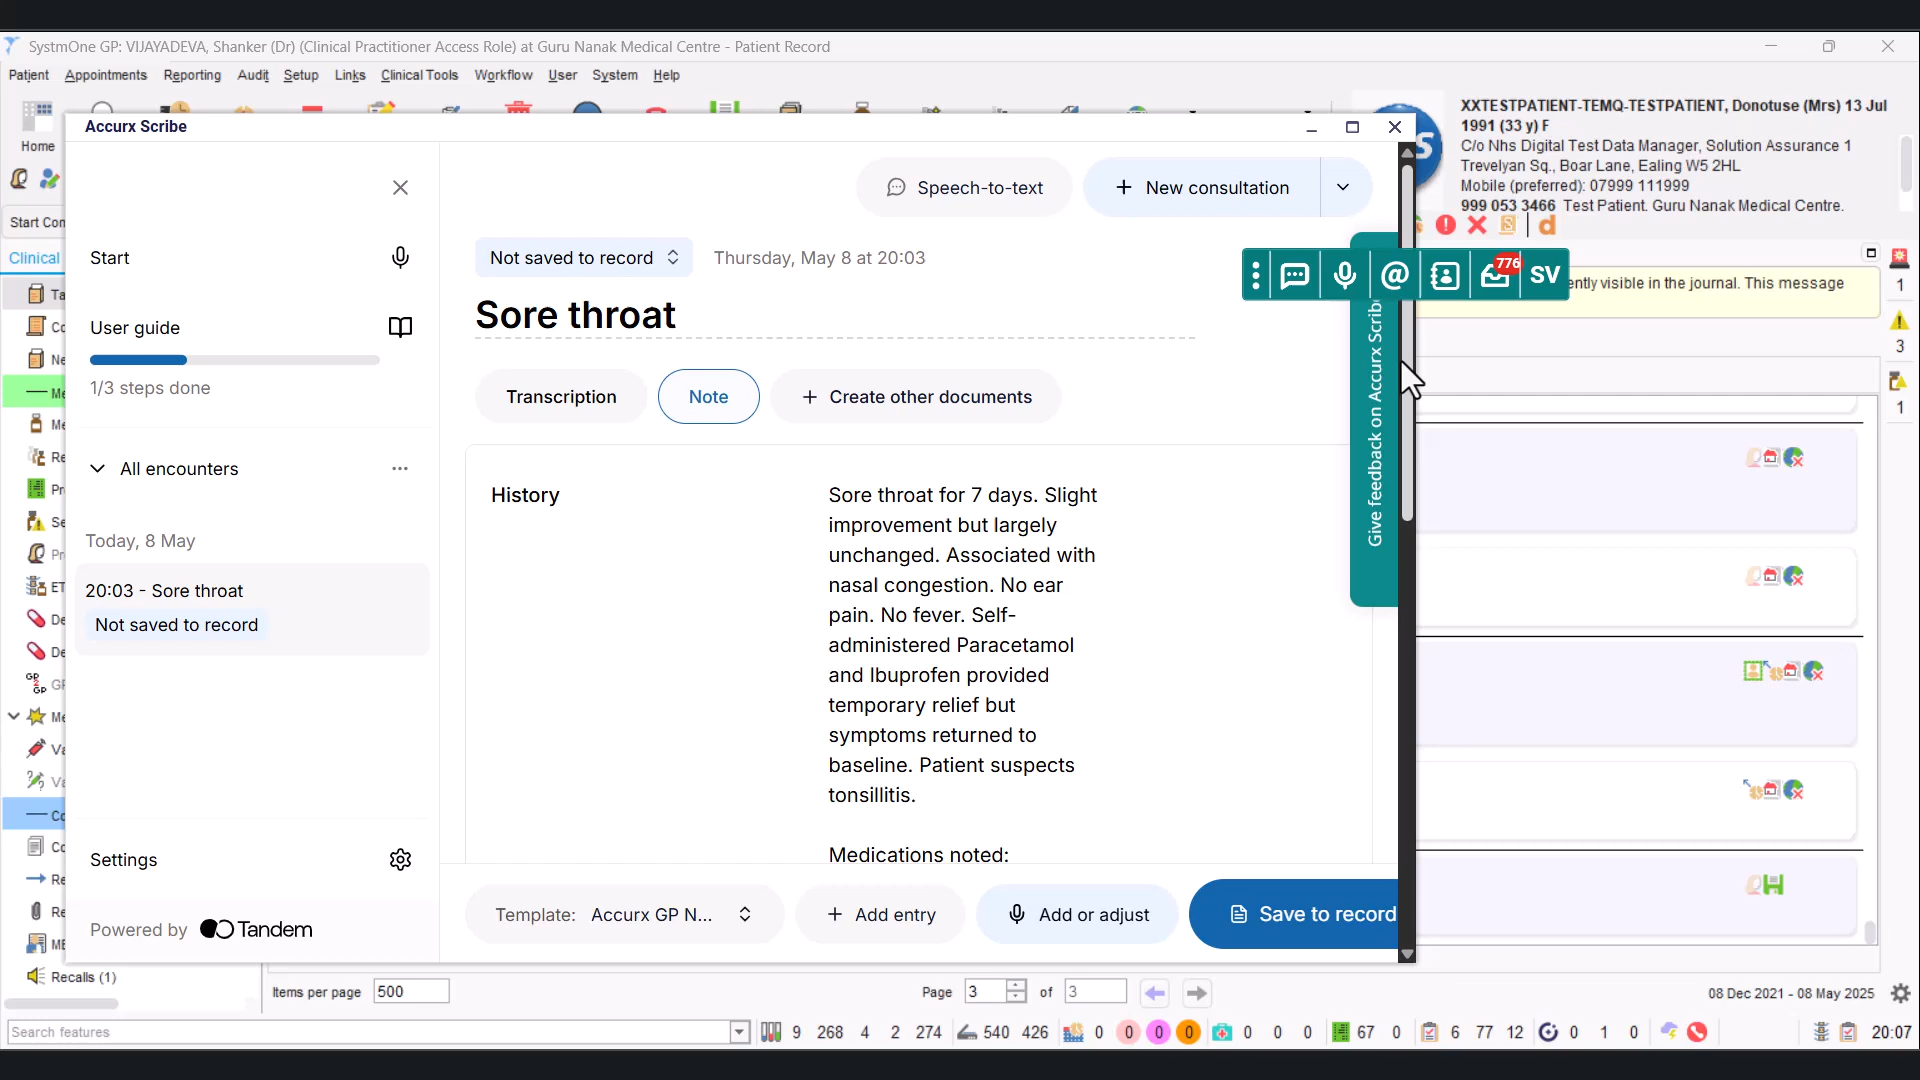 SystmOne GP: VIJAYADEVA, Shanker (Dr) (Clinical Practitioner Access Role) at Guru Nanak Medical Centre - Patient Record
Patient Appointments Reporting Audit Setup Links Clinical Tools Workflow User System Help
Home
Start Con
Clinical
XXTESTPATIENT-TEMQ-TESTPATIENT, Donotuse (Mrs) 13 Jul
1991 (33 y) F
C/o Nhs Digital Test Data Manager, Solution Assurance 1
Trevelyan Sq., Boar Lane, Ealing W5 2HL
Mobile (preferred): 07999 111999
999 053 3466 Test Patient. Guru Nanak Medical Centre.
ently visible in the journal. This message
1
3
1
776
SV
Accurx Scribe
Start
User guide
1/3 steps done
All encounters
Today, 8 May
20:03 - Sore throat
Not saved to record
Settings
Powered by Tandem
Speech-to-text
New consultation
Not saved to record
Thursday, May 8 at 20:03
Sore throat
Transcription
Note
Create other documents
Give feedback on Accurx Scribe
History
Sore throat for 7 days. Slight
improvement but largely
unchanged. Associated with
nasal congestion. No ear
pain. No fever. Self-
administered Paracetamol
and Ibuprofen provided
temporary relief but
symptoms returned to
baseline. Patient suspects
tonsillitis.
Medications noted:
Template: Accurx GP N...
Add entry
Add or adjust
Save to record
Recalls (1)
Items per page 500
Page 3 of 3
08 Dec 2021 - 08 May 2025
Search features
9 268 4 2 274 540 426 0 0 0 0 0 0 0 67 0 6 77 12 0 1 0 20:07